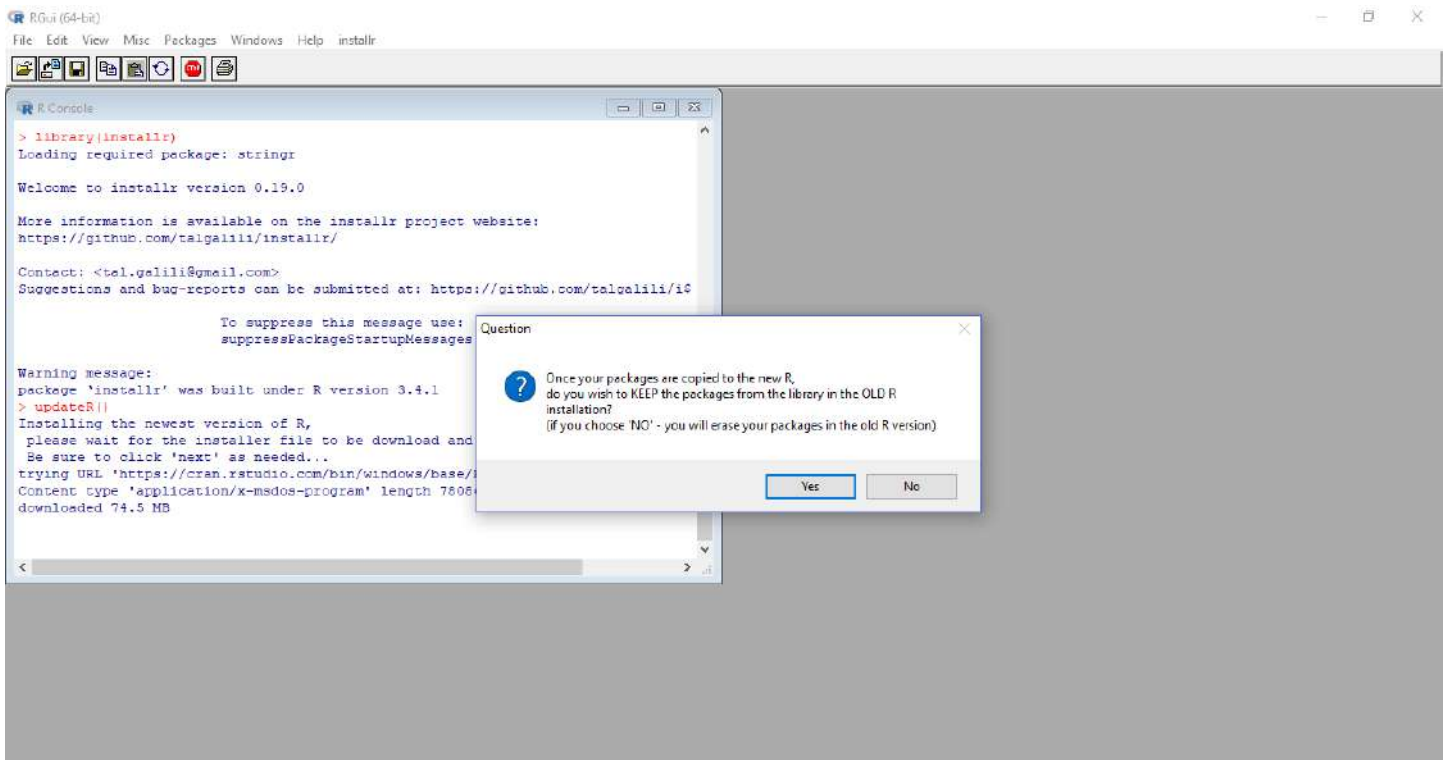 RGui (64-bit)
File Edit View Misc Packages Windows Help installr
R Console
> library(installr)
Loading required package: stringr
Welcome to installr version 0.19.0
More information is available on the installr project website:
https://github.com/talgalili/installr/
Contact: <tal.galili@gmail.com>
Suggestions and bug-reports can be submitted at: https://github.com/talgalili/i$
To suppress this message use:
suppressPackageStartupMessages
Warning message:
package ‘installr’ was built under R version 3.4.1
> updateR()
Installing the newest version of R,
please wait for the installer file to be download and
Be sure to click 'next' as needed...
trying URL 'https://cran.rstudio.com/bin/windows/base/
Content type 'application/x-msdos-program' length 7808
downloaded 74.5 MB
Question
Once your packages are copied to the new R,
do you wish to KEEP the packages from the library in the OLD R
installation?
(if you choose 'NO' - you will erase your packages in the old R version)
Yes No